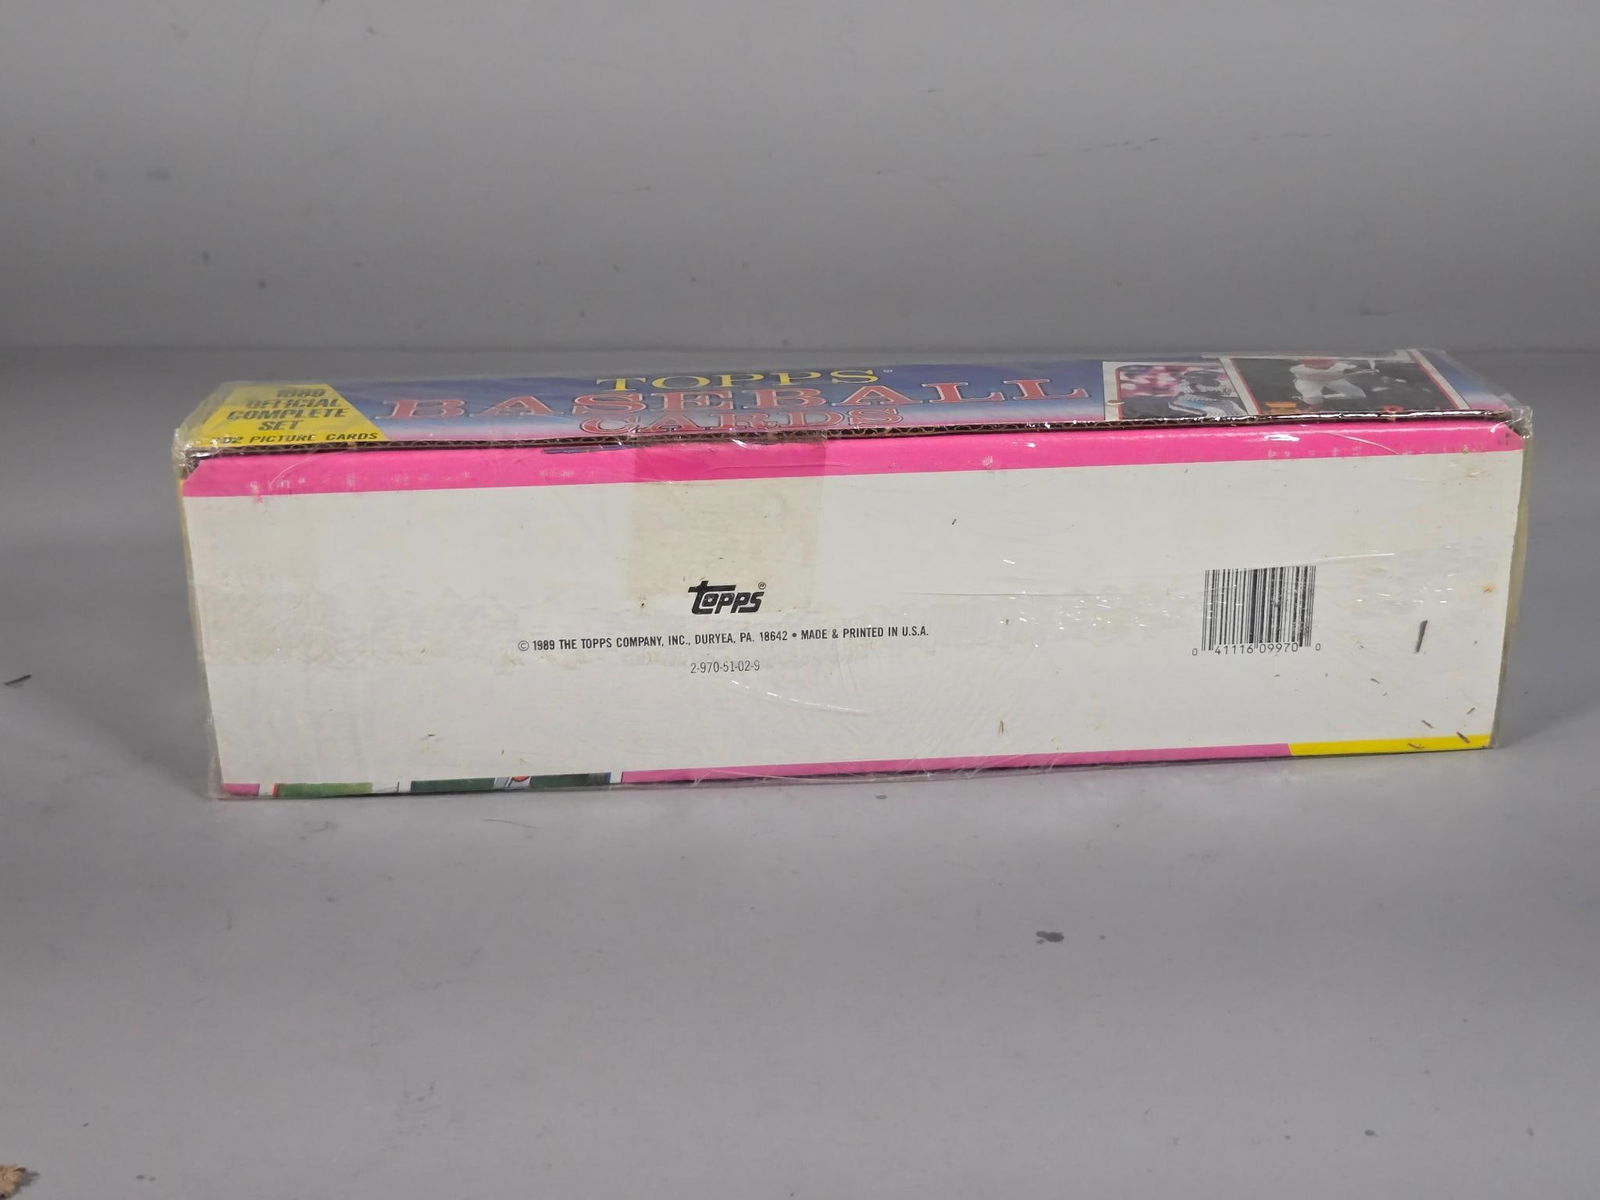 TOPPS®
BASEBALL
CARDS
1989
OFFICIAL
COMPLETE
SET
PICTURE CARDS
topps®
© 1989 THE TOPPS COMPANY, INC., DURYEA, PA. 18642 • MADE & PRINTED IN U.S.A.
2-970-51-02-9
0 41116 09970 0